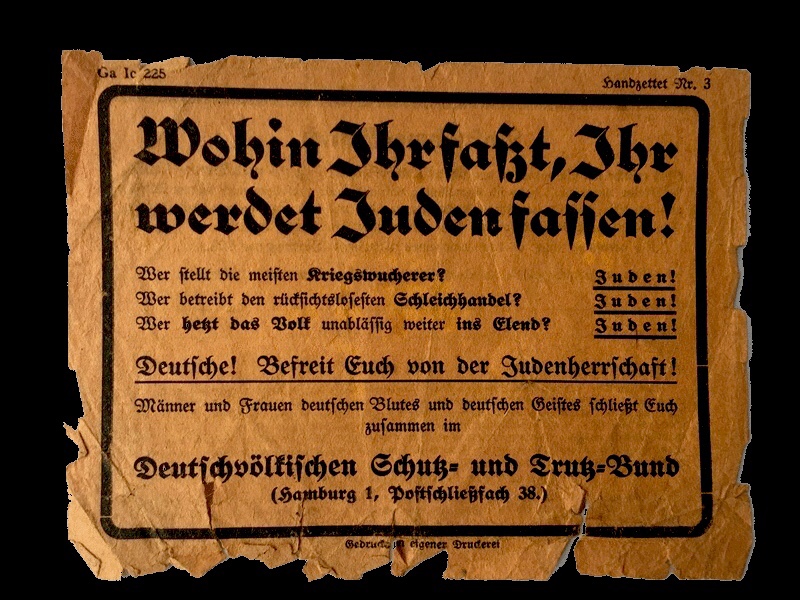 Ga Ic 225
Handzettel Nr. 3
Wohin Ihr faßt, Ihr
werdet Juden fassen!
Wer stellt die meisten Kriegswucherer? Juden!
Wer betreibt den rücksichtslosesten Schleichhandel? Juden!
Wer hetzt das Volk unablässig weiter ins Elend? Juden!
Deutsche! Befreit Euch von der Judenherrschaft!
Männer und Frauen deutschen Blutes und deutschen Geistes schließt Euch
zusammen im
Deutschvölkischen Schutz= und Trutz=Bund
(Hamburg 1, Postschließfach 38.)
Gedruckt in eigener Druckerei